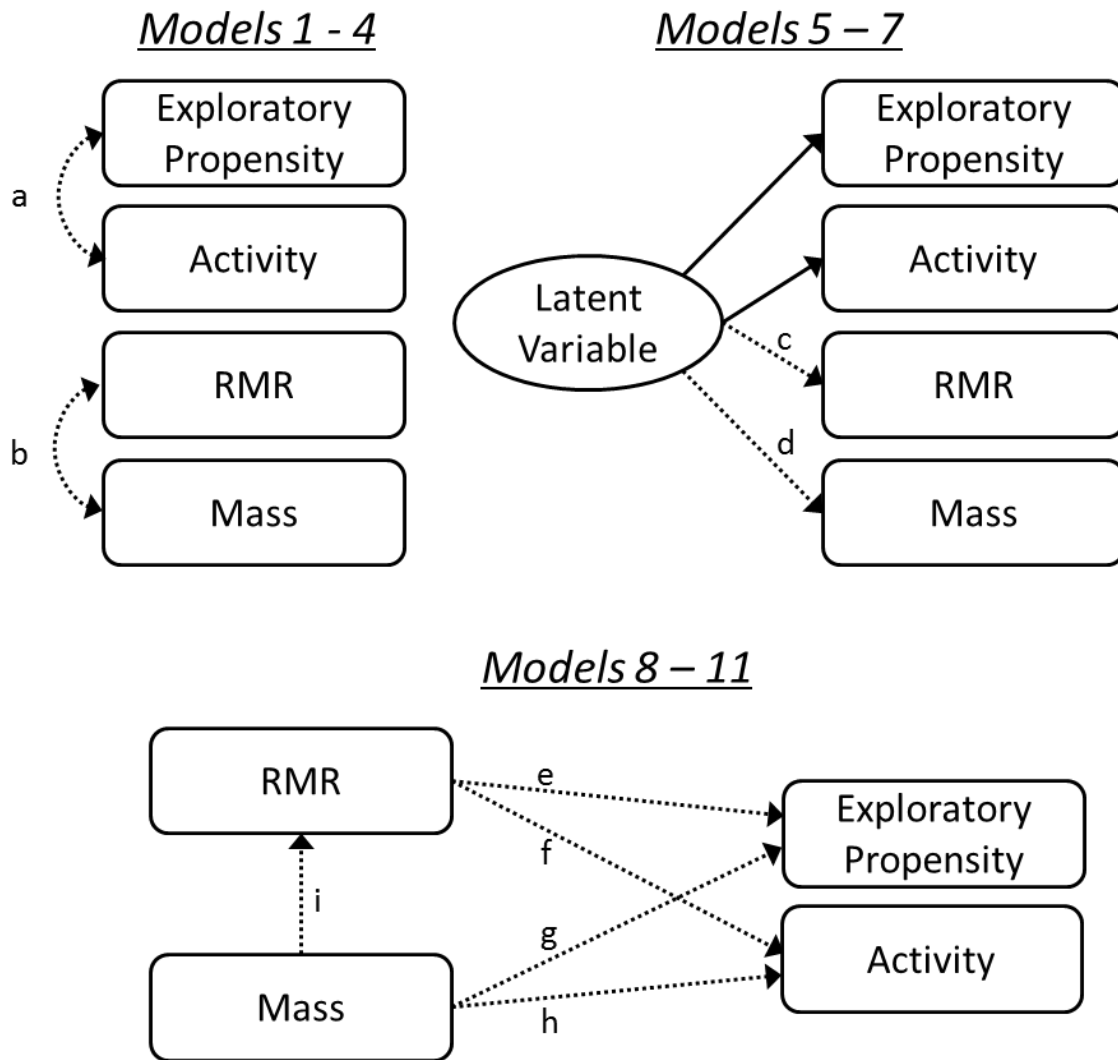 Models 1 - 4
Exploratory
Propensity
a
Activity
RMR
b
Mass
Models 5 – 7
Exploratory
Propensity
Activity
Latent
Variable
c
RMR
d
Mass
Models 8 – 11
RMR
e
Exploratory
Propensity
f
i
g
Activity
Mass
h